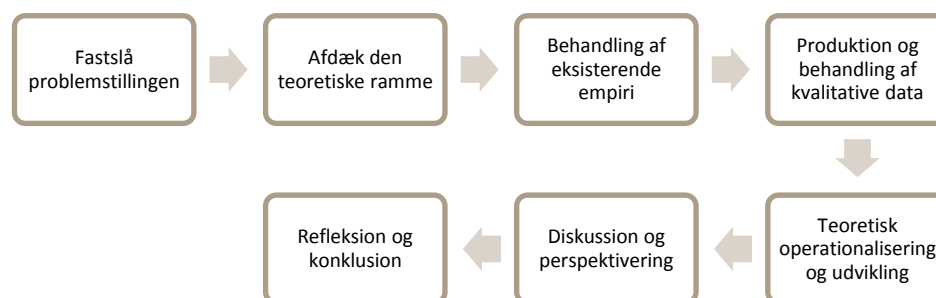 Fastslå
problemstillingen
Afdæk den
teoretiske ramme
Behandling af
eksisterende
empiri
Produktion og
behandling af
kvalitative data
Teoretisk
operationalisering
og udvikling
Diskussion og
perspektivering
Refleksion og
konklusion